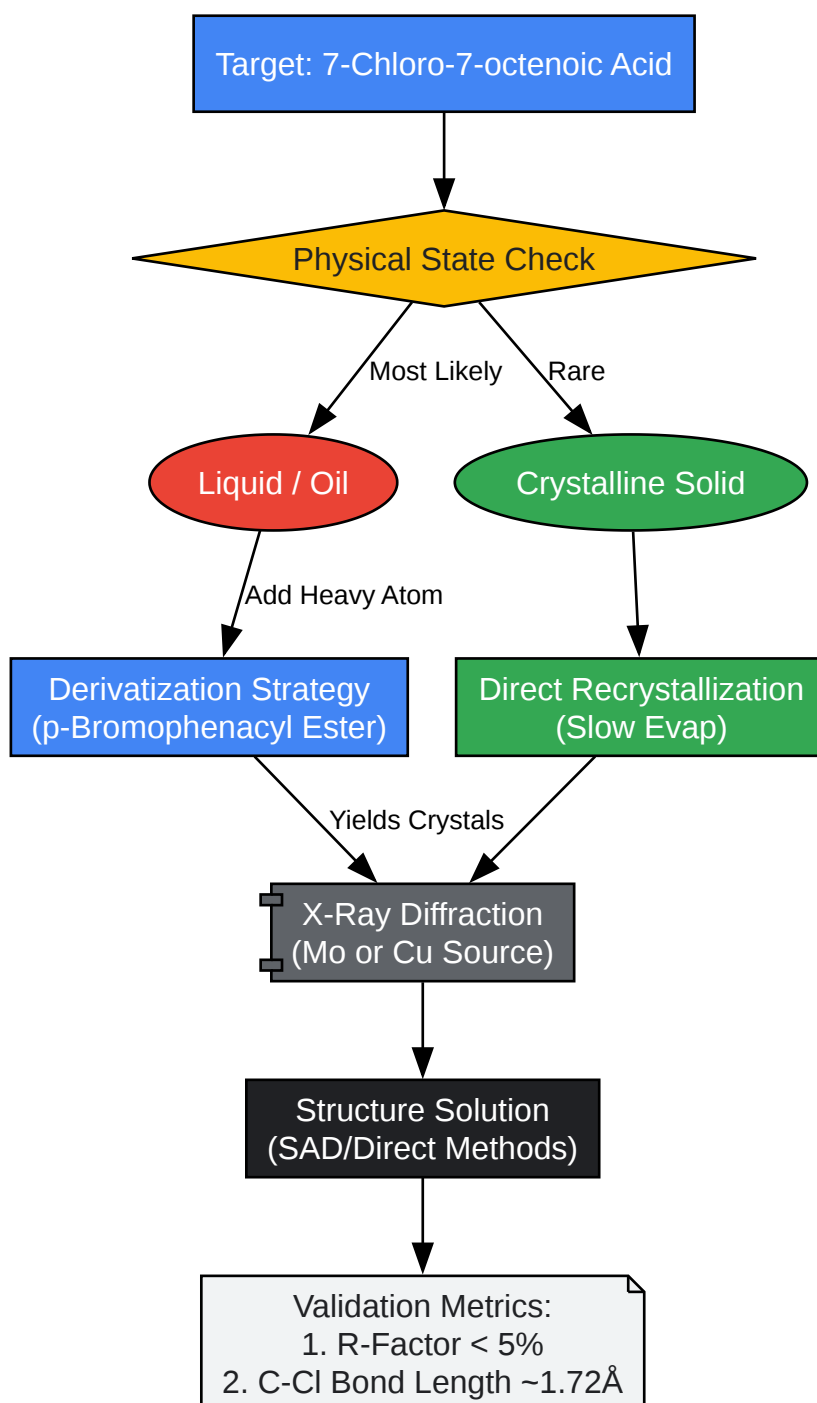 Target: 7-Chloro-7-octenoic Acid
Physical State Check
Most Likely
Rare
Liquid / Oil
Crystalline Solid
Add Heavy Atom
Derivatization Strategy
(p-Bromophenacyl Ester)
Direct Recrystallization
(Slow Evap)
Yields Crystals
X-Ray Diffraction
(Mo or Cu Source)
Structure Solution
(SAD/Direct Methods)
Validation Metrics:
1. R-Factor < 5%
2. C-Cl Bond Length ~1.72Å